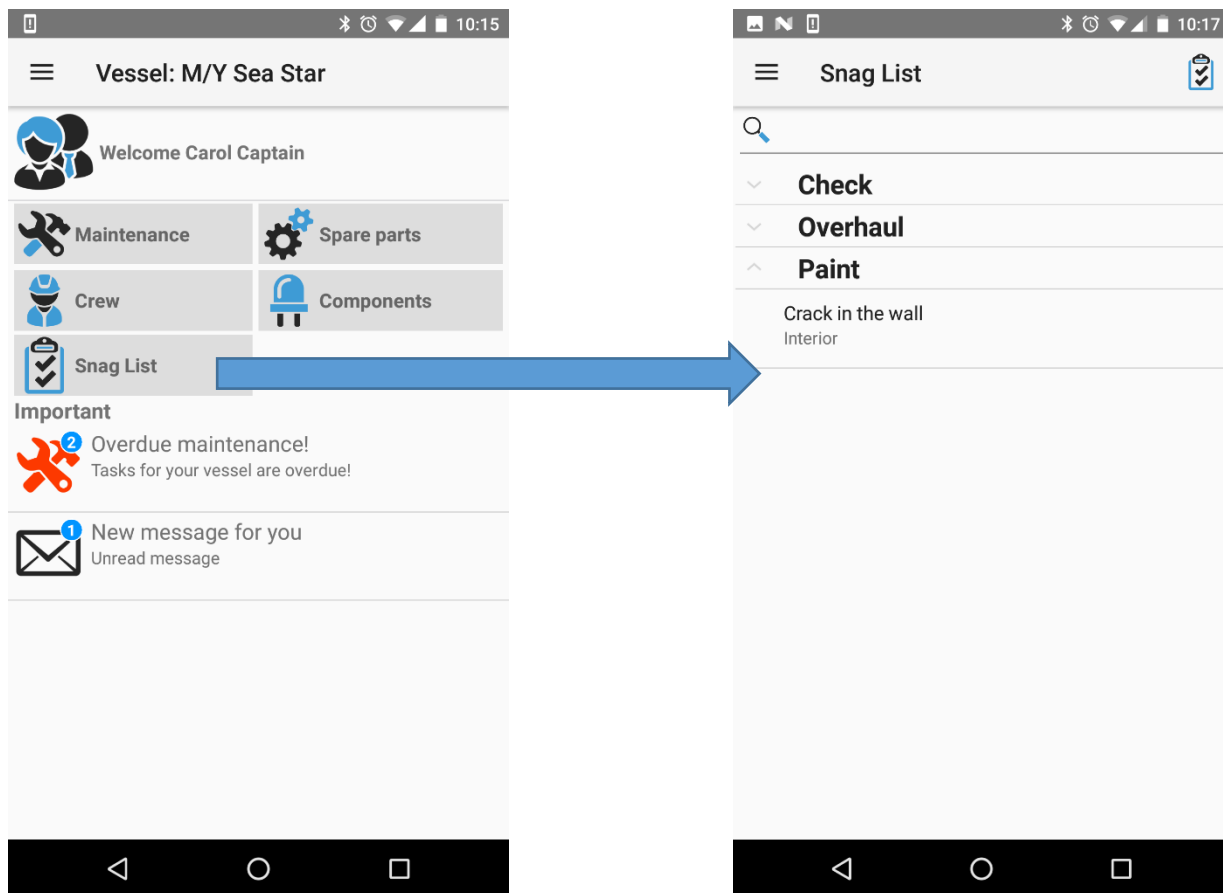 10:15
Vessel: M/Y Sea Star
Welcome Carol Captain
Maintenance
Spare parts
Crew
Components
Snag List
Important
2
Overdue maintenance!
Tasks for your vessel are overdue!
1
New message for you
Unread message
N
10:17
Snag List
Check
Overhaul
Paint
Crack in the wall
Interior